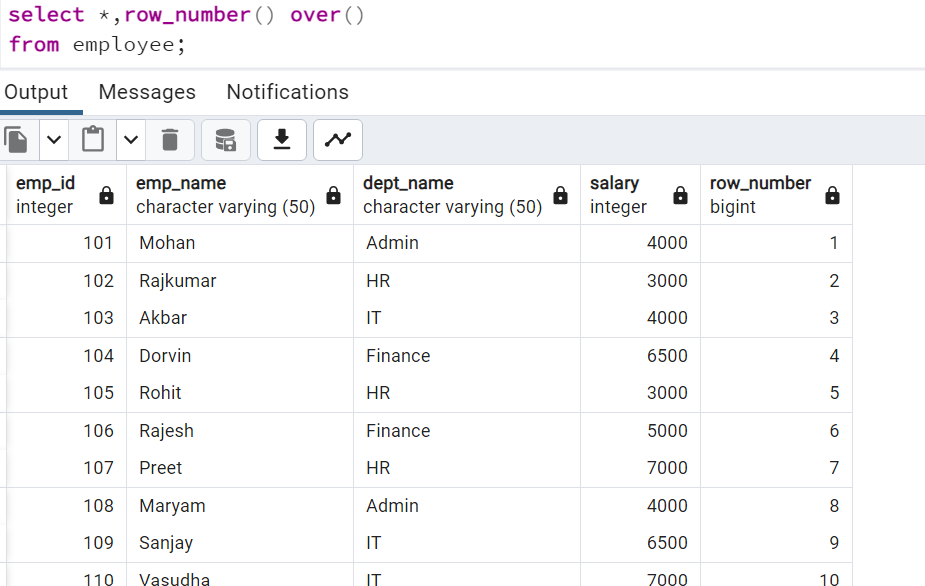 select *,row_number() over()
from employee;
Output Messages Notifications
emp_id emp_name dept_name salary row_number
integer character varying (50) character varying (50) integer bigint
101 Mohan Admin 4000 1
102 Rajkumar HR 3000 2
103 Akbar IT 4000 3
104 Dorvin Finance 6500 4
105 Rohit HR 3000 5
106 Rajesh Finance 5000 6
107 Preet HR 7000 7
108 Maryam Admin 4000 8
109 Sanjay IT 6500 9
110 Vasudha IT 7000 10